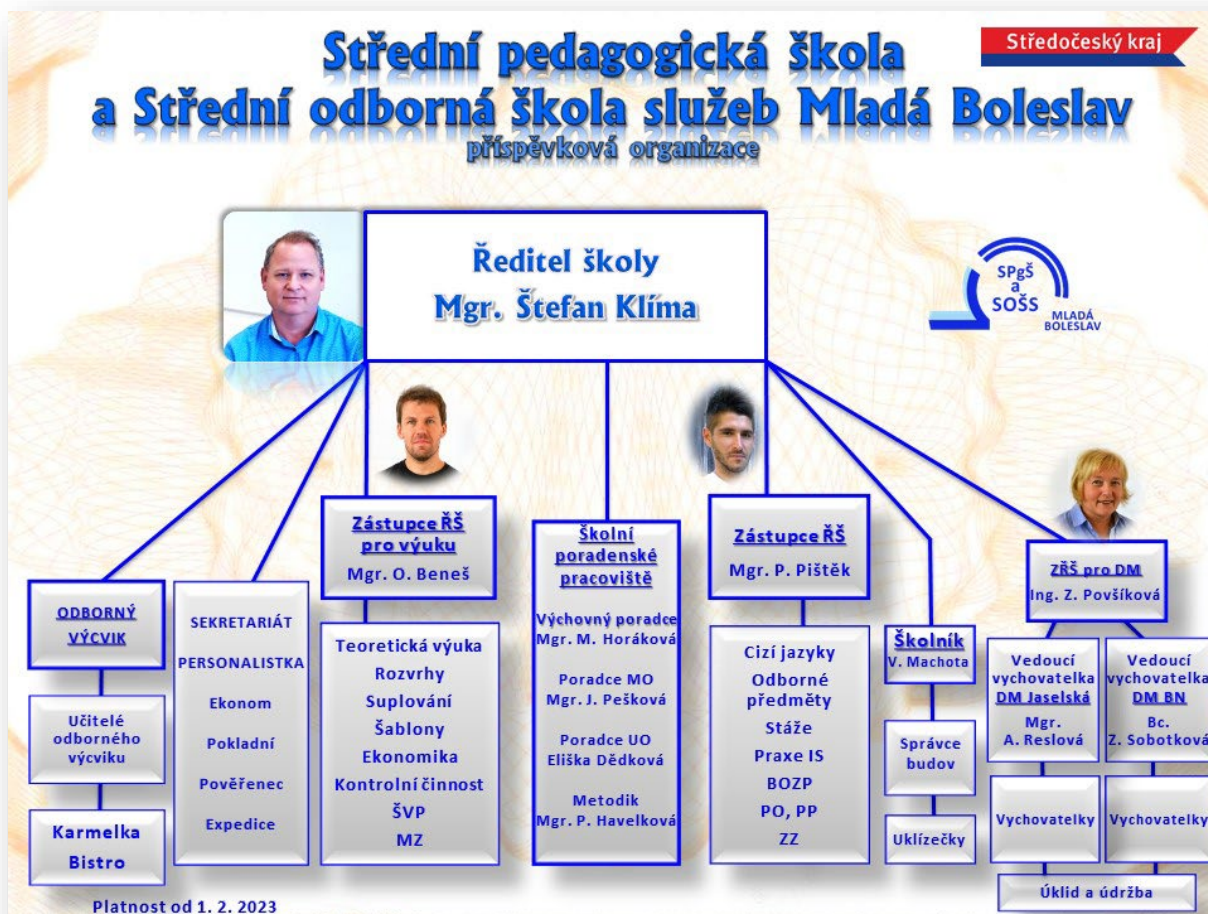 Střední pedagogická škola
a Střední odborná škola služeb Mladá Boleslav
příspěvková organizace
Středočeský kraj
Ředitel školy
Mgr. Štefan Klíma
SPgŠ
a
SOŠS
MLADÁ
BOLESLAV
ODBORNÝ
VÝCVIK
Učitelé
odborného
výcviku
Karmelka
Bistro
SEKRETARIÁT
PERSONALISTKA
Ekonom
Pokladní
Pověřenec
Expedice
Zástupce ŘŠ
pro výuku
Mgr. O. Beneš
Teoretická výuka
Rozvrhy
Suplování
Šablony
Ekonomika
Kontrolní činnost
ŠVP
MZ
Školní
poradenské
pracoviště
Výchovný poradce
Mgr. M. Horáková
Poradce MO
Mgr. J. Pešková
Poradce UO
Eliška Dědková
Metodik
Mgr. P. Havelková
Zástupce ŘŠ
Mgr. P. Pištěk
Cizí jazyky
Odborné
předměty
Stáže
Praxe IS
BOZP
PO, PP
ZZ
Školník
V. Machota
Správce
budov
Uklízečky
ZŘŠ pro DM
Ing. Z. Povšíková
Vedoucí
vychovatelka
DM Jaselská
Mgr.
A. Reslová
Vychovatelky
Vedoucí
vychovatelka
DM BN
Bc.
Z. Sobotková
Vychovatelky
Úklid a údržba
Platnost od 1. 2. 2023